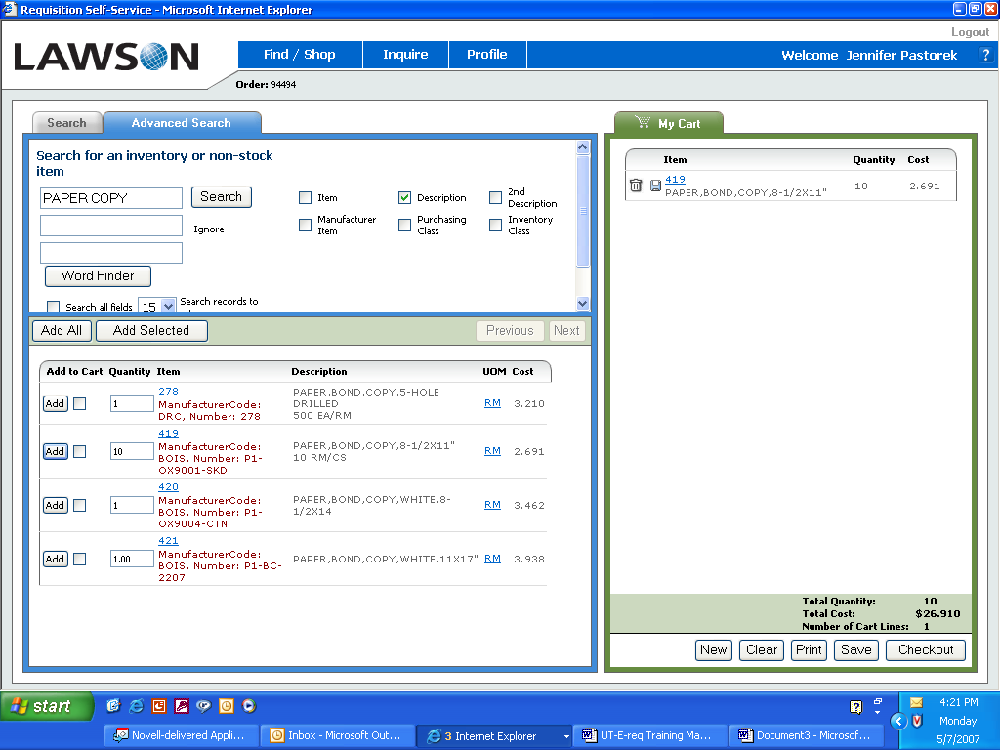 Requisition Self-Service - Microsoft Internet Explorer
Logout
LAWSON
Find / Shop
Inquire
Profile
Welcome Jennifer Pastorek
?
Order: 94494
Search
Advanced Search
Search for an inventory or non-stock
item
PAPER COPY
Search
Ignore
Word Finder
Item
Description
2nd
Description
Manufacturer
Item
Purchasing
Class
Inventory
Class
Search all fields
15
Search records to
Add All
Add Selected
Previous
Next
Add to Cart Quantity Item Description UOM Cost
Add 1 278 PAPER,BOND,COPY,5-HOLE RM 3.210
ManufacturerCode: DRILLED
DRC, Number: 278 500 EA/RM
Add 10 419 PAPER,BOND,COPY,8-1/2X11" RM 2.691
ManufacturerCode: 10 RM/CS
BOIS, Number: P1-
OX9001-SKD
Add 1 420 PAPER,BOND,COPY,WHITE,8- RM 3.462
ManufacturerCode: 1/2X14
BOIS, Number: P1-
OX9004-CTN
Add 1.00 421 PAPER,BOND,COPY,WHITE,11X17" RM 3.938
ManufacturerCode:
BOIS, Number: P1-BC-
2207
My Cart
Item Quantity Cost
419
PAPER,BOND,COPY,8-1/2X11" 10 2.691
Total Quantity: 10
Total Cost: $26.910
Number of Cart Lines: 1
New
Clear
Print
Save
Checkout
start
Novell-delivered Appli...
Inbox - Microsoft Out...
3 Internet Explorer
UT-E-req Training Ma...
Document3 - Microsof...
?
4:21 PM
Monday
5/7/2007